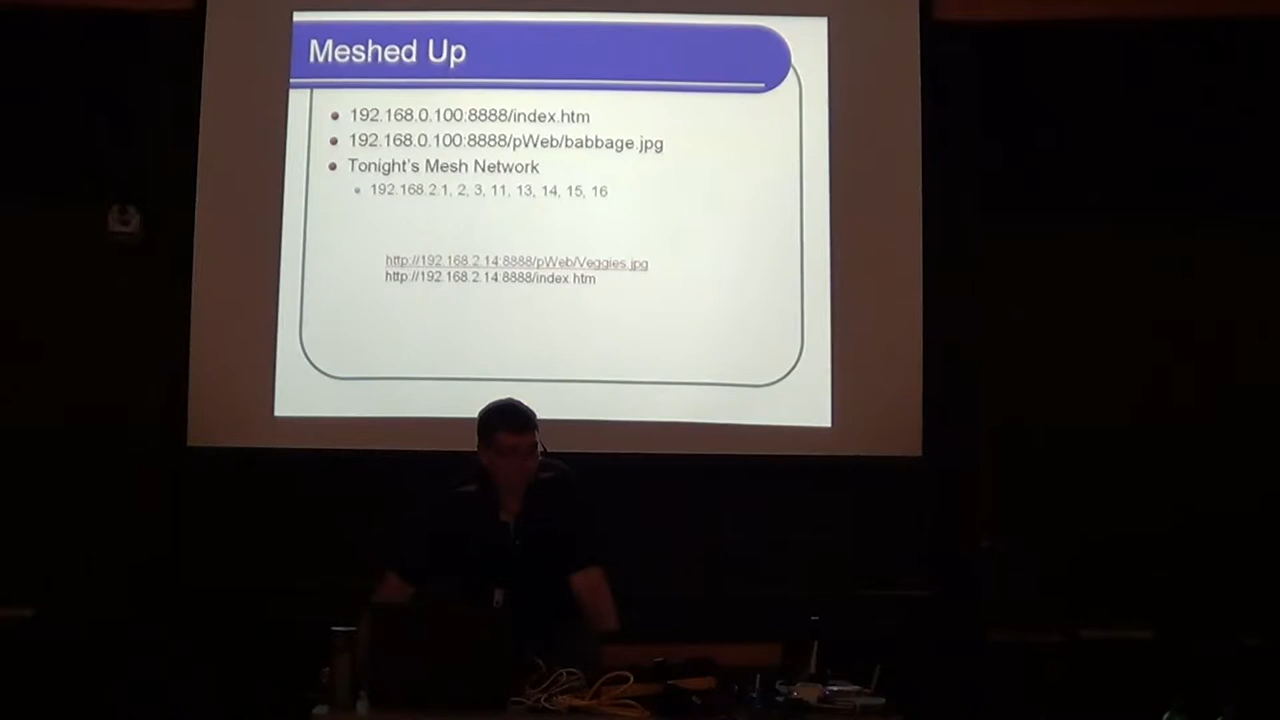 Meshed Up
192.168.0.100:8888/index.htm
192.168.0.100:8888/pWeb/babbage.jpg
Tonight's Mesh Network
192.168.2.1, 2, 3, 11, 13, 14, 15, 16
http://192.168.2.14:8888/pWeb/Veggies.jpg
http://192.168.2.14:8888/index.htm